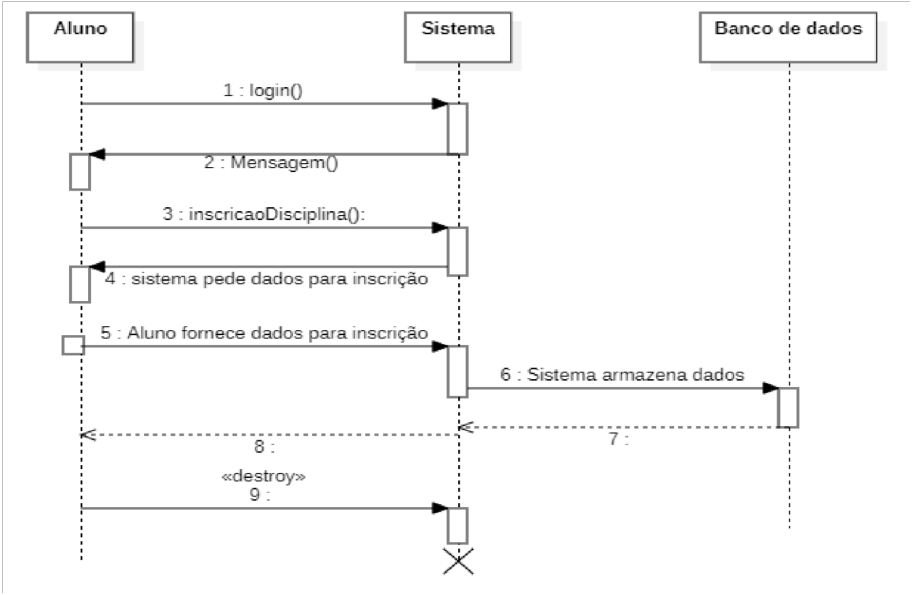 Aluno
Sistema
Banco de dados
1 : login()
2 : Mensagem()
3 : inscricaoDisciplina():
4 : sistema pede dados para inscrição
5 : Aluno fornece dados para inscrição
6 : Sistema armazena dados
7 :
8 :
«destroy»
9 :